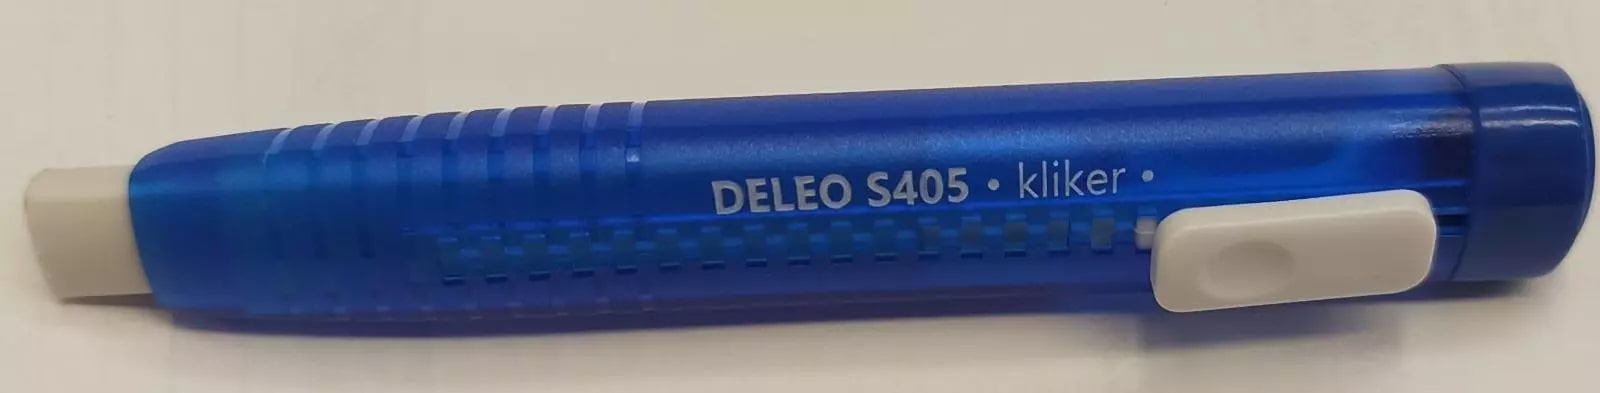 DELEO S405 • kliker •